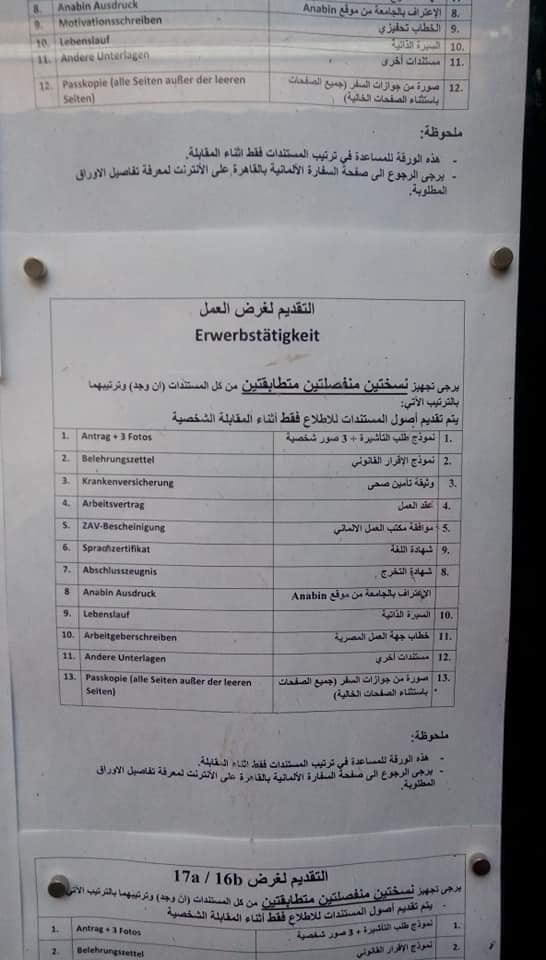 8. Anabin Ausdruck الإعتراف بالجامعة من موقع Anabin 8.
9. Motivationsschreiben الخطاب تحفيزي 9.
10. Lebenslauf السيرة الذاتية 10.
11. Andere Unterlagen مستندات أخرى 11.
12. Passkopie (alle Seiten außer der leeren صورة من جوازات السفر (جميع الصفحات 12.
Seiten) باستثناء الصفحات الخالية)
ملحوظة:
- هذه الورقة للمساعدة في ترتيب المستندات فقط اثناء المقابلة.
- يرجى الرجوع الى صفحة السفارة الألمانية بالقاهرة على الأنترنت لمعرفة تفاصيل الاوراق
المطلوبة.
التقديم لغرض العمل
Erwerbstätigkeit
يرجى تجهيز نسختين منفصلتين متطابقتين من كل المستندات (ان وجد) وترتيبهما
بالترتيب الآتي:
يتم تقديم أصول المستندات للاطلاع فقط أثناء المقابلة الشخصية
1. Antrag + 3 Fotos نموذج طلب التأشيرة + 3 صور شخصية 1.
2. Belehrungszettel نموذج الإقرار القانوني 2.
3. Krankenversicherung وثيقة تأمين صحى 3.
4. Arbeitsvertrag عقد العمل 4.
5. ZAV-Bescheinigung موافقة مكتب العمل الالماني 5.
6. Sprachzertifikat شهادة اللغة 9.
7. Abschlusszeugnis شهادة التخرج 8.
8 Anabin Ausdruck الإعتراف بالجامعة من موقع Anabin
9. Lebenslauf السيرة الذاتية 10.
10. Arbeitgeberschreiben خطاب جهة العمل المصرية 11.
11. Andere Unterlagen مستندات أخري 12.
13. Passkopie (alle Seiten außer der leeren صورة من جوازات السفر (جميع الصفحات 13.
Seiten) باستثناء الصفحات الخالية)
ملحوظة:
- هذه الورقة للمساعدة في ترتيب المستندات فقط اثناء المقابلة.
- يرجى الرجوع الى صفحة السفارة الألمانية بالقاهرة على الأنترنت لمعرفة تفاصيل الاوراق
المطلوبة.
التقديم لغرض 17a / 16b
يرجى تجهيز نسختين منفصلتين متطابقتين من كل المستندات (ان وجد) وترتيبهما بالترتيب الآتي
- يتم تقديم أصول المستندات للاطلاع فقط أثناء المقابلة الشخصية
1. Antrag + 3 Fotos نموذج طلب التأشيرة + 3 صور شخصية 1.
2. Belehrungszettel نموذج الإقرار القانوني 2.